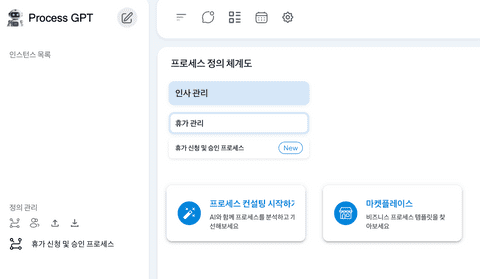 Process GPT
인스턴스 목록
정의 관리
휴가 신청 및 승인 프로세스
프로세스 정의 체계도
인사 관리
휴가 관리
휴가 신청 및 승인 프로세스
New
프로세스 컨설팅 시작하기
AI와 함께 프로세스를 분석하고 개
선해보세요
마켓플레이스
비즈니스 프로세스 템플릿을 찾
아보세요